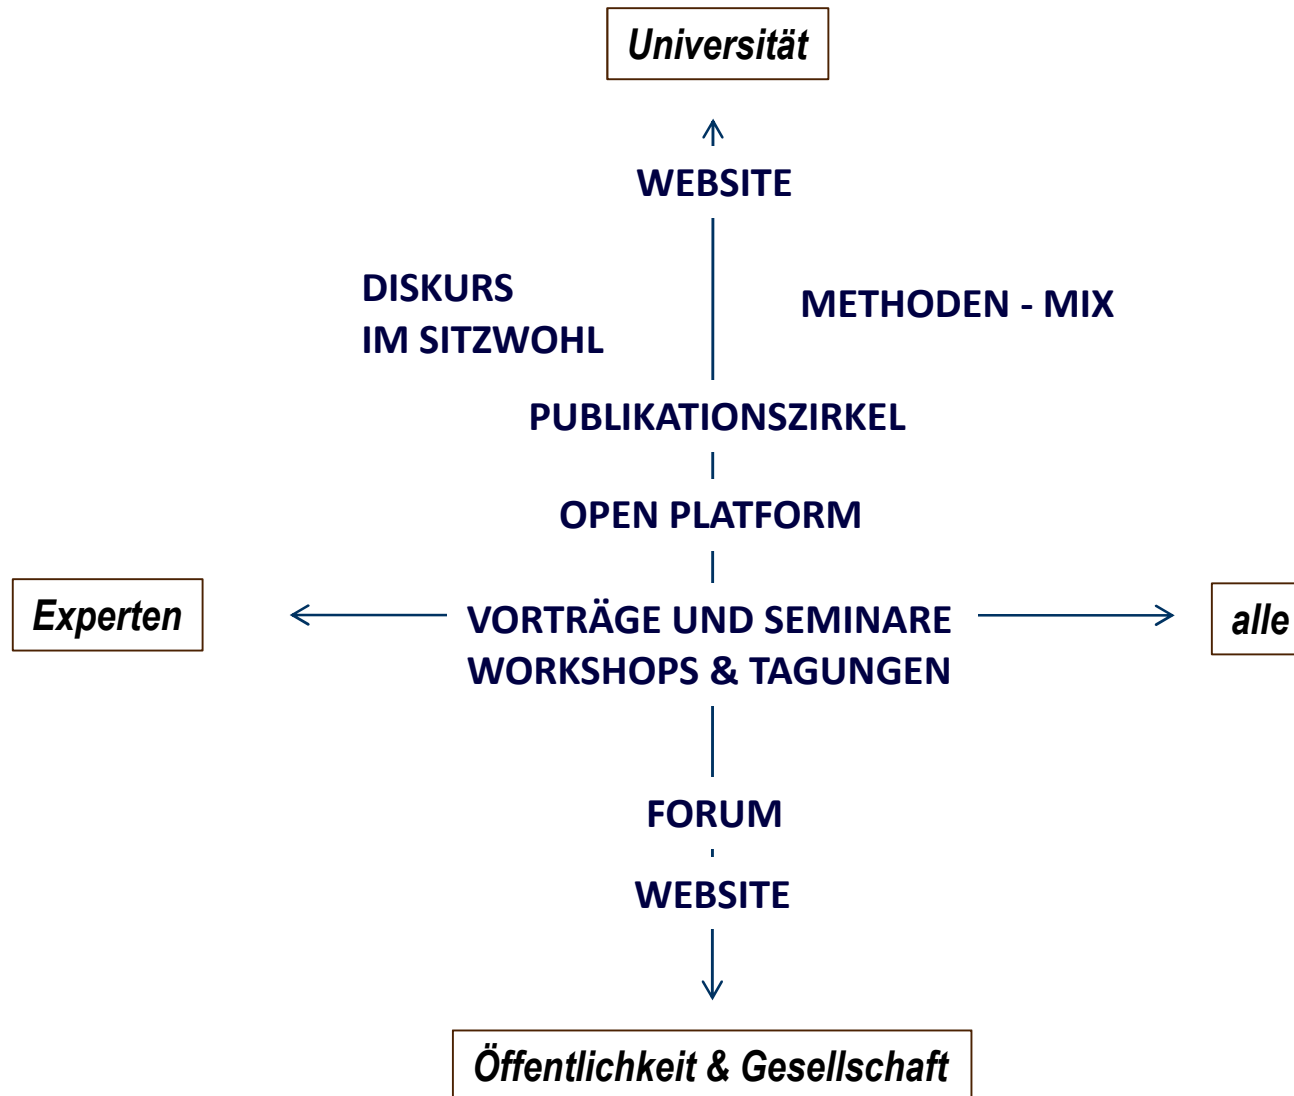 Universität
WEBSITE
DISKURS
IM SITZWOHL
METHODEN - MIX
PUBLIKATIONSZIRKEL
OPEN PLATFORM
Experten
VORTRÄGE UND SEMINARE
WORKSHOPS & TAGUNGEN
alle
FORUM
WEBSITE
Öffentlichkeit & Gesellschaft